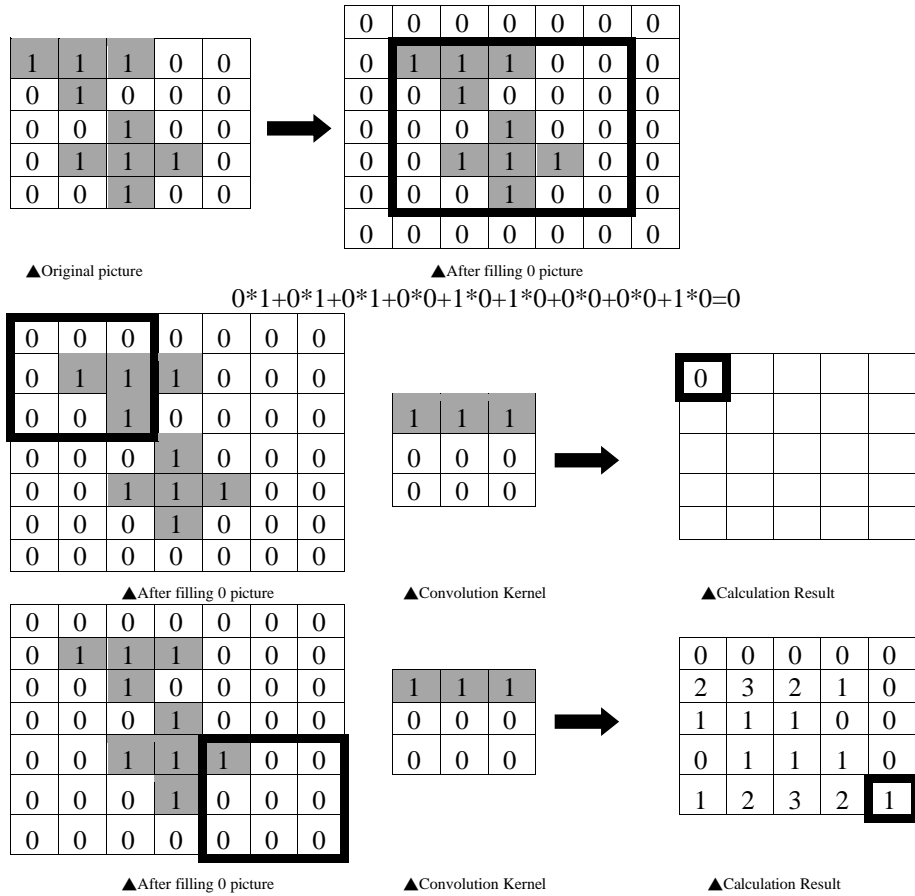 1 1 1 0 0
0 1 0 0 0
0 0 1 0 0
0 1 1 1 0
0 0 1 0 0
▲Original picture
0 0 0 0 0 0 0
0 1 1 1 0 0 0
0 0 1 0 0 0 0
0 0 0 1 0 0 0
0 0 1 1 1 0 0
0 0 0 1 0 0 0
0 0 0 0 0 0 0
▲After filling 0 picture
0*1+0*1+0*1+0*0+1*0+1*0+0*0+0*0+1*0=0
0 0 0 0 0 0 0
0 1 1 1 0 0 0
0 0 1 0 0 0 0
0 0 0 1 0 0 0
0 0 1 1 1 0 0
0 0 0 1 0 0 0
0 0 0 0 0 0 0
▲After filling 0 picture
1 1 1
0 0 0
0 0 0
▲Convolution Kernel
0
▲Calculation Result
0 0 0 0 0 0 0
0 1 1 1 0 0 0
0 0 1 0 0 0 0
0 0 0 1 0 0 0
0 0 1 1 1 0 0
0 0 0 1 0 0 0
0 0 0 0 0 0 0
▲After filling 0 picture
1 1 1
0 0 0
0 0 0
▲Convolution Kernel
0 0 0 0 0
2 3 2 1 0
1 1 1 0 0
0 1 1 1 0
1 2 3 2 1
▲Calculation Result